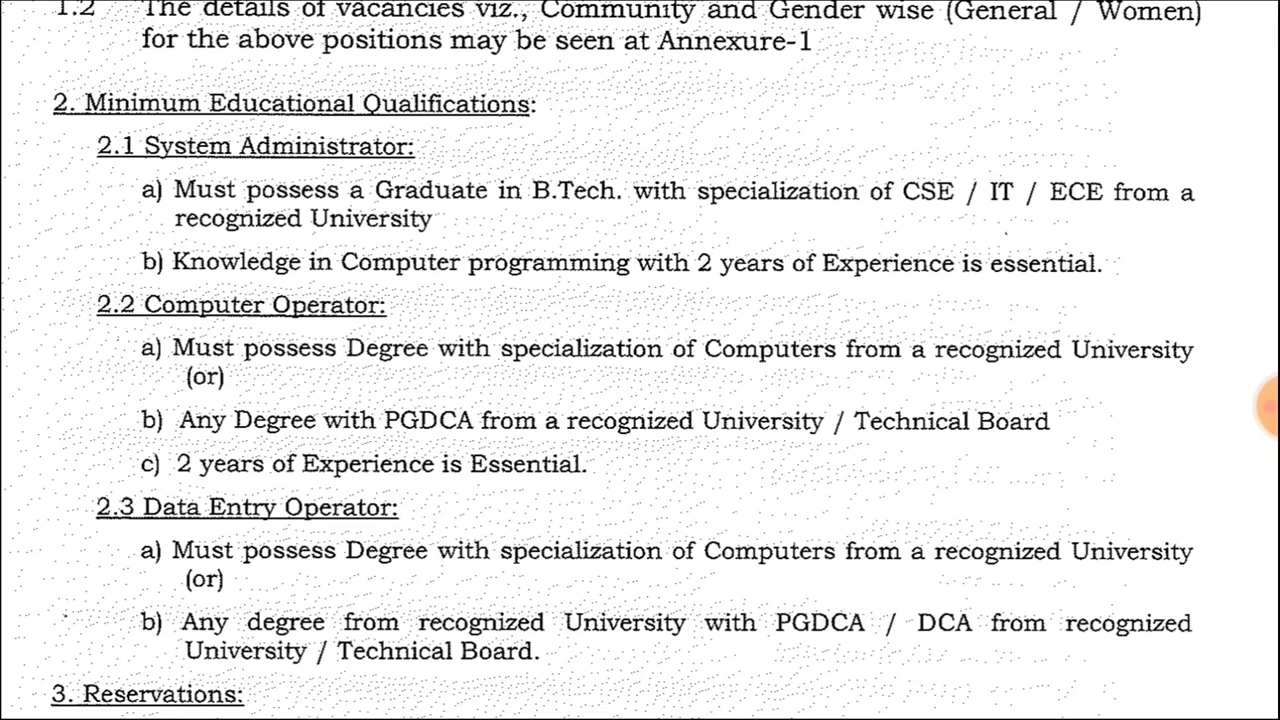 1.2 The details of vacancies viz., Community and Gender wise (General / Women)
for the above positions may be seen at Annexure-1
2. Minimum Educational Qualifications:
2.1 System Administrator:
a) Must possess a Graduate in B.Tech. with specialization of CSE / IT / ECE from a
recognized University
b) Knowledge in Computer programming with 2 years of Experience is essential.
2.2 Computer Operator:
a) Must possess Degree with specialization of Computers from a recognized University
(or)
b) Any Degree with PGDCA from a recognized University / Technical Board
c) 2 years of Experience is Essential.
2.3 Data Entry Operator:
a) Must possess Degree with specialization of Computers from a recognized University
(or)
b) Any degree from recognized University with PGDCA / DCA from recognized
University / Technical Board.
3. Reservations: